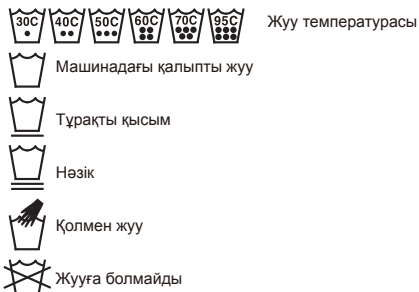 30C 40C 50C 60C 70C 95C Жуу температурасы
Машинадағы қалыпты жуу
Тұрақты қысым
Нәзік
Қолмен жуу
Жууға болмайды